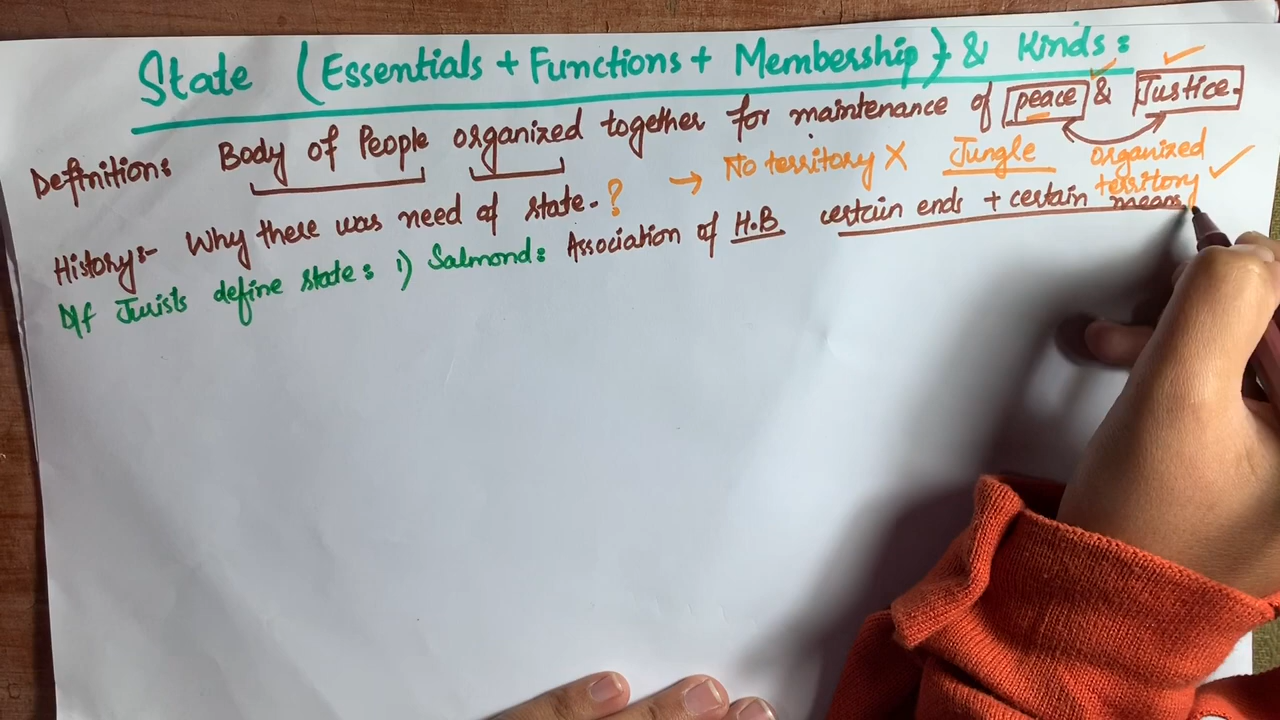 State (Essentials + Functions + Membership) & Kinds:
Definition: Body of People organized together for maintenance of peace & Justice.
→ No territory X Jungle organized territory ✓
History:- Why there was need of state. ?
Dif Jurists define state: 1) Salmond: Association of H.B certain ends + certain means